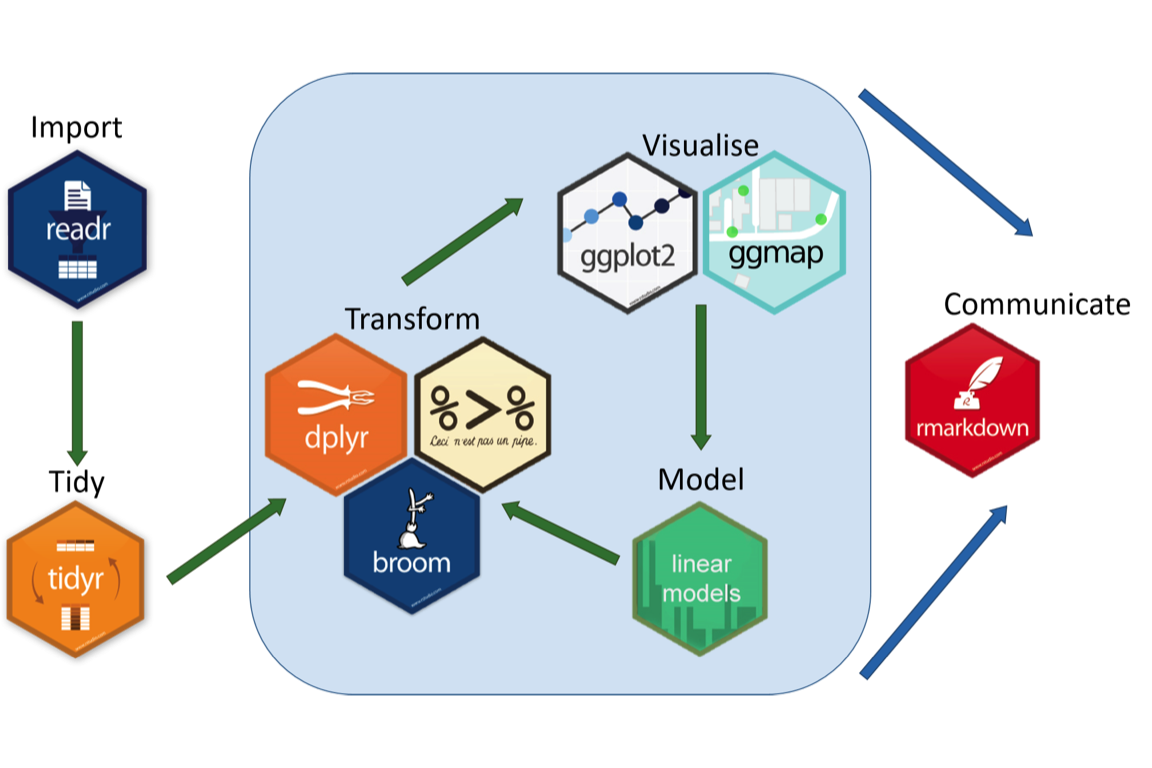 Import
readr
Tidy
tidyr
Transform
dplyr
%>%
Ceci n'est pas un pipe.
broom
Visualise
ggplot2
ggmap
Model
linear
models
Communicate
rmarkdown